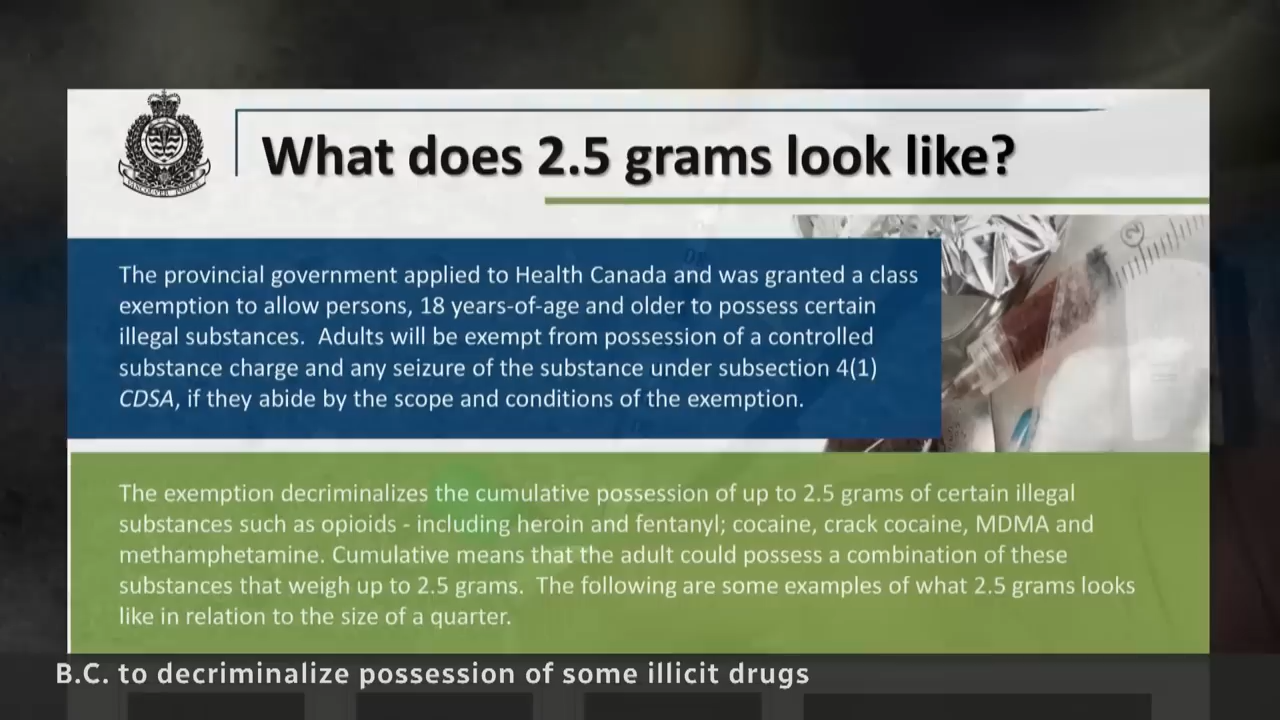 What does 2.5 grams look like?
VANCOUVER POLICE
The provincial government applied to Health Canada and was granted a class
exemption to allow persons, 18 years-of-age and older to possess certain
illegal substances.  Adults will be exempt from possession of a controlled
substance charge and any seizure of the substance under subsection 4(1)
CDSA, if they abide by the scope and conditions of the exemption.
The exemption decriminalizes the cumulative possession of up to 2.5 grams of certain illegal
substances such as opioids - including heroin and fentanyl; cocaine, crack cocaine, MDMA and
methamphetamine. Cumulative means that the adult could possess a combination of these
substances that weigh up to 2.5 grams.  The following are some examples of what 2.5 grams looks
like in relation to the size of a quarter.
B.C. to decriminalize possession of some illicit drugs